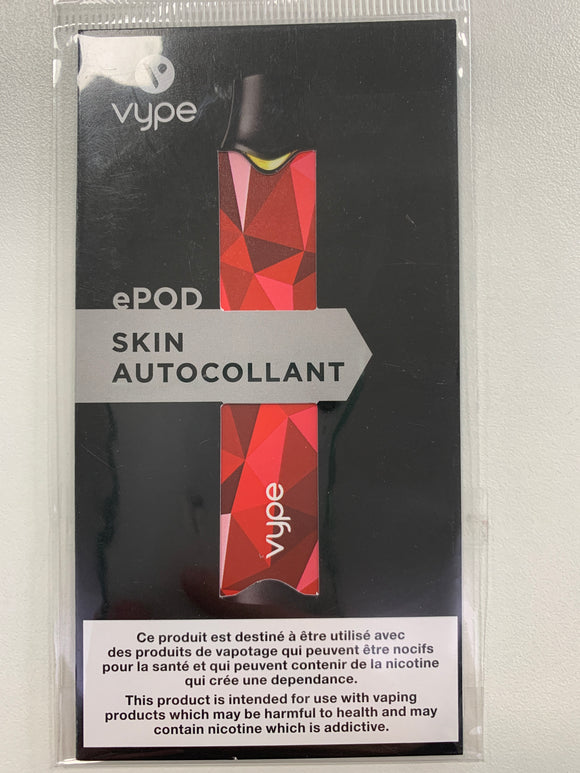 vype
ePOD
SKIN
AUTOCOLLANT
vype
Ce produit est destiné à être utilisé avec
des produits de vapotage qui peuvent être nocifs
pour la santé et qui peuvent contenir de la nicotine
qui crée une dependance.
This product is intended for use with vaping
products which may be harmful to health and may
contain nicotine which is addictive.